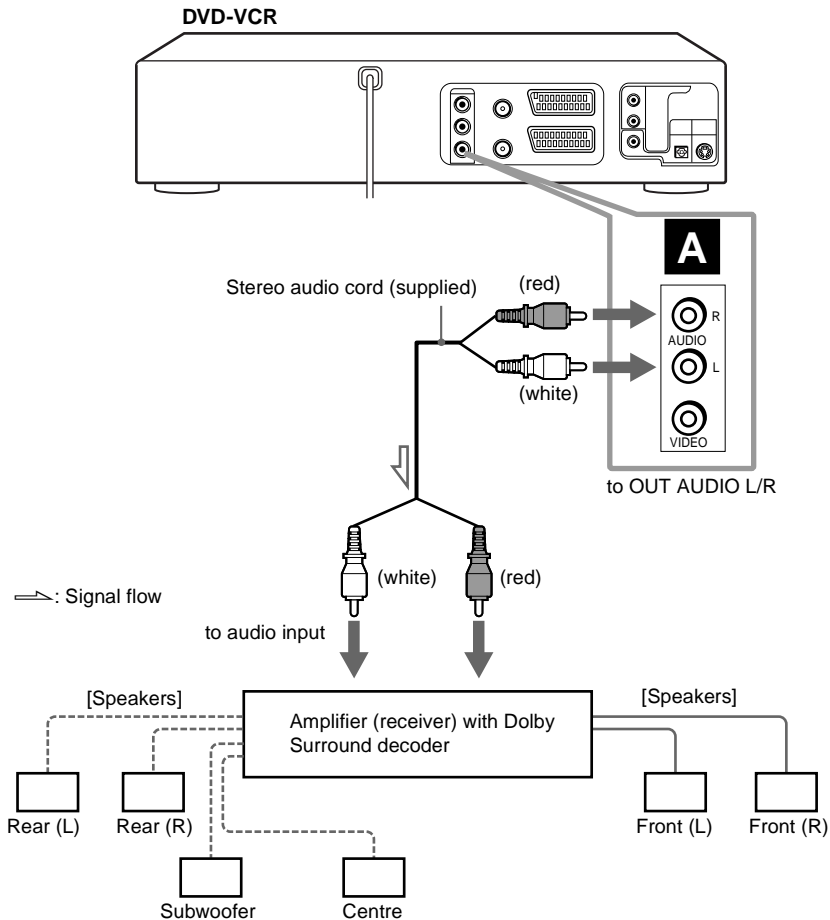 DVD-VCR
A
Stereo audio cord (supplied)
(red)
R
AUDIO
L
(white)
VIDEO
to OUT AUDIO L/R
(white)
(red)
: Signal flow
to audio input
[Speakers]
[Speakers]
Amplifier (receiver) with Dolby
Surround decoder
Rear (L)
Rear (R)
Front (L)
Front (R)
Subwoofer
Centre